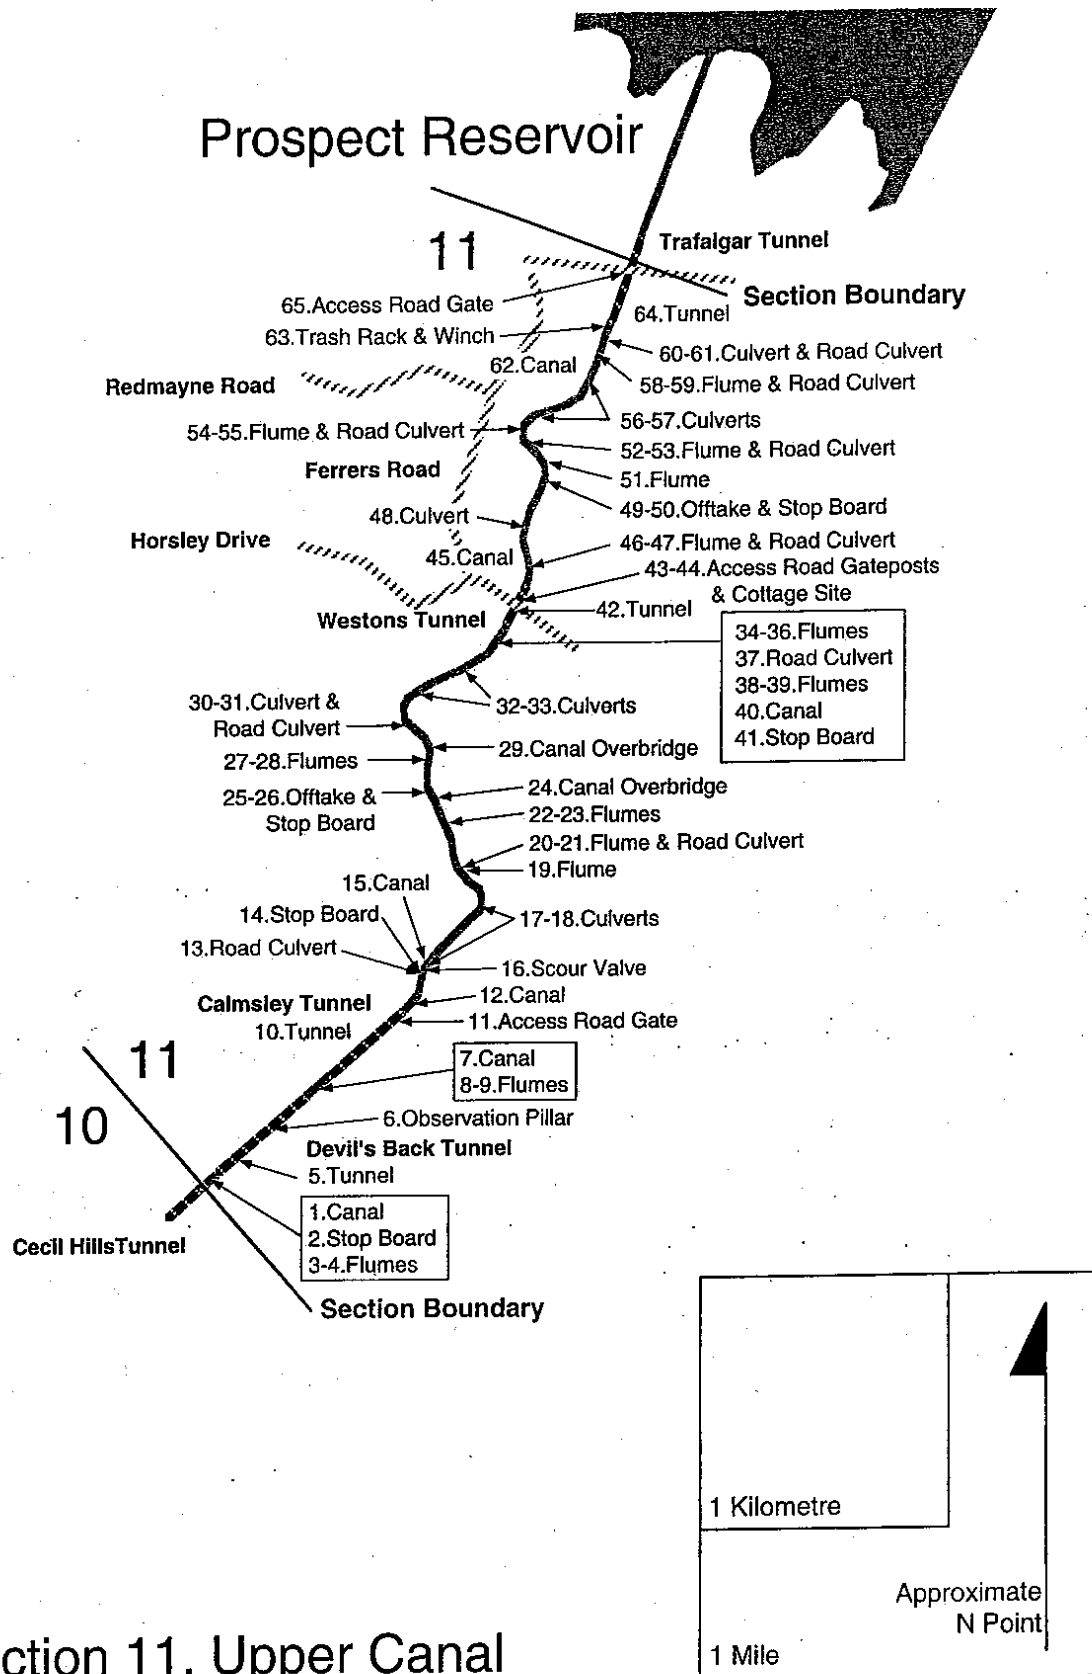 Prospect Reservoir
11
Trafalgar Tunnel
Section Boundary
65.Access Road Gate
64.Tunnel
63.Trash Rack & Winch
60-61.Culvert & Road Culvert
62.Canal
Redmayne Road
58-59.Flume & Road Culvert
56-57.Culverts
54-55.Flume & Road Culvert
52-53.Flume & Road Culvert
Ferrers Road
51.Flume
49-50.Offtake & Stop Board
48.Culvert
Horsley Drive
46-47.Flume & Road Culvert
45.Canal
43-44.Access Road Gateposts
& Cottage Site
42.Tunnel
Westons Tunnel
34-36.Flumes
37.Road Culvert
38-39.Flumes
40.Canal
41.Stop Board
30-31.Culvert &
Road Culvert
32-33.Culverts
29.Canal Overbridge
27-28.Flumes
24.Canal Overbridge
25-26.Offtake &
Stop Board
22-23.Flumes
20-21.Flume & Road Culvert
19.Flume
15.Canal
14.Stop Board
17-18.Culverts
13.Road Culvert
16.Scour Valve
12.Canal
Calmsley Tunnel
10.Tunnel
11.Access Road Gate
11
7.Canal
8-9.Flumes
10
6.Observation Pillar
Devil's Back Tunnel
5.Tunnel
1.Canal
2.Stop Board
3-4.Flumes
Cecil HillsTunnel
Section Boundary
1 Kilometre
Approximate
N Point
1 Mile
ction 11. Upper Canal